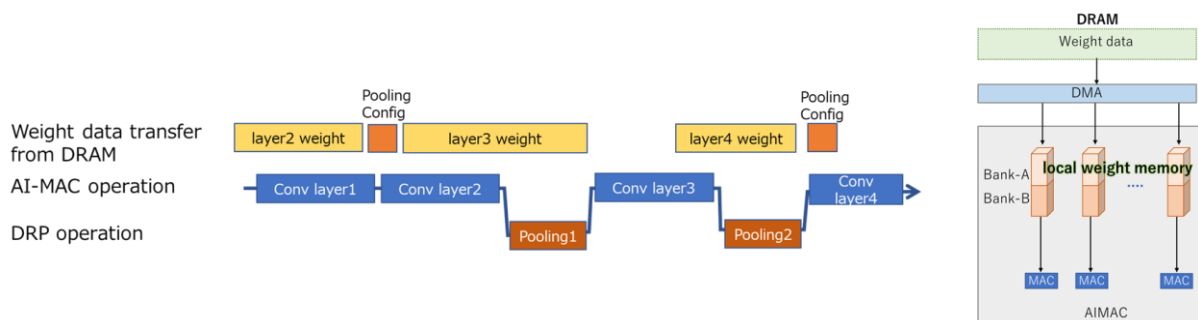 Pooling
Config
Pooling
Config
Weight data transfer
from DRAM
layer2 weight
layer3 weight
layer4 weight
AI-MAC operation
Conv layer1
Conv layer2
Conv layer3
Conv
layer4
DRP operation
Pooling1
Pooling2
DRAM
Weight data
DMA
local weight memory
Bank-A
....
Bank-B
MAC
MAC
MAC
AIMAC